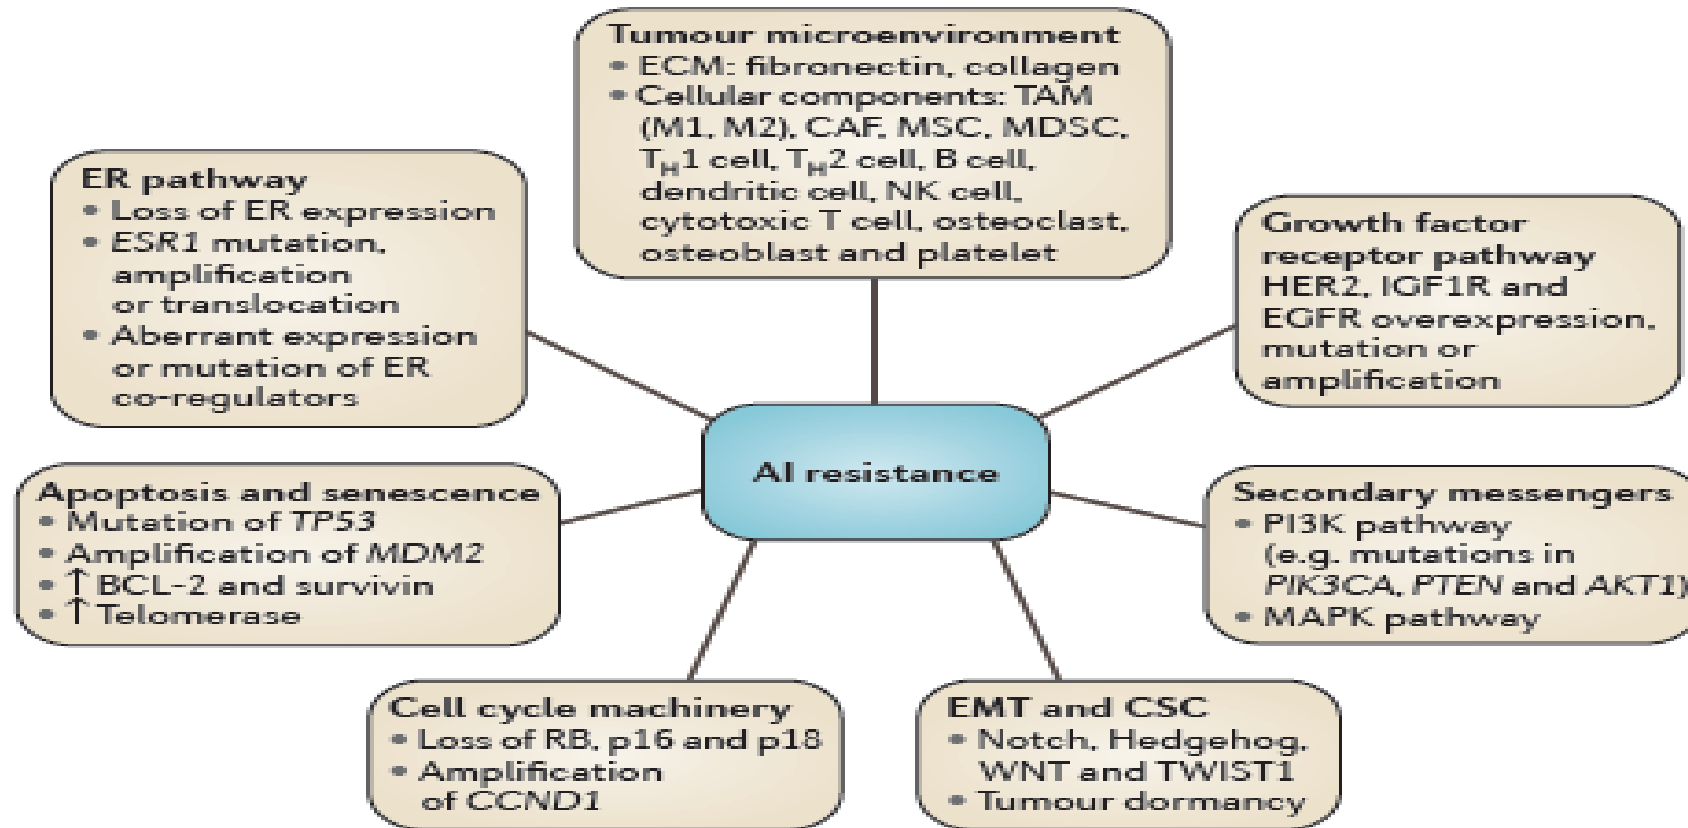 Tumour microenvironment
• ECM: fibronectin, collagen
• Cellular components: TAM
(M1, M2), CAF, MSC, MDSC,
TH1 cell, TH2 cell, B cell,
dendritic cell, NK cell,
cytotoxic T cell, osteoclast,
osteoblast and platelet
ER pathway
• Loss of ER expression
• ESR1 mutation,
amplification
or translocation
• Aberrant expression
or mutation of ER
co-regulators
Growth factor
receptor pathway
HER2, IGF1R and
EGFR overexpression,
mutation or
amplification
AI resistance
Apoptosis and senescence
• Mutation of TP53
• Amplification of MDM2
• ↑ BCL-2 and survivin
• ↑ Telomerase
Secondary messengers
• PI3K pathway
(e.g. mutations in
PIK3CA, PTEN and AKT1)
• MAPK pathway
Cell cycle machinery
• Loss of RB, p16 and p18
• Amplification
of CCND1
EMT and CSC
• Notch, Hedgehog,
WNT and TWIST1
• Tumour dormancy